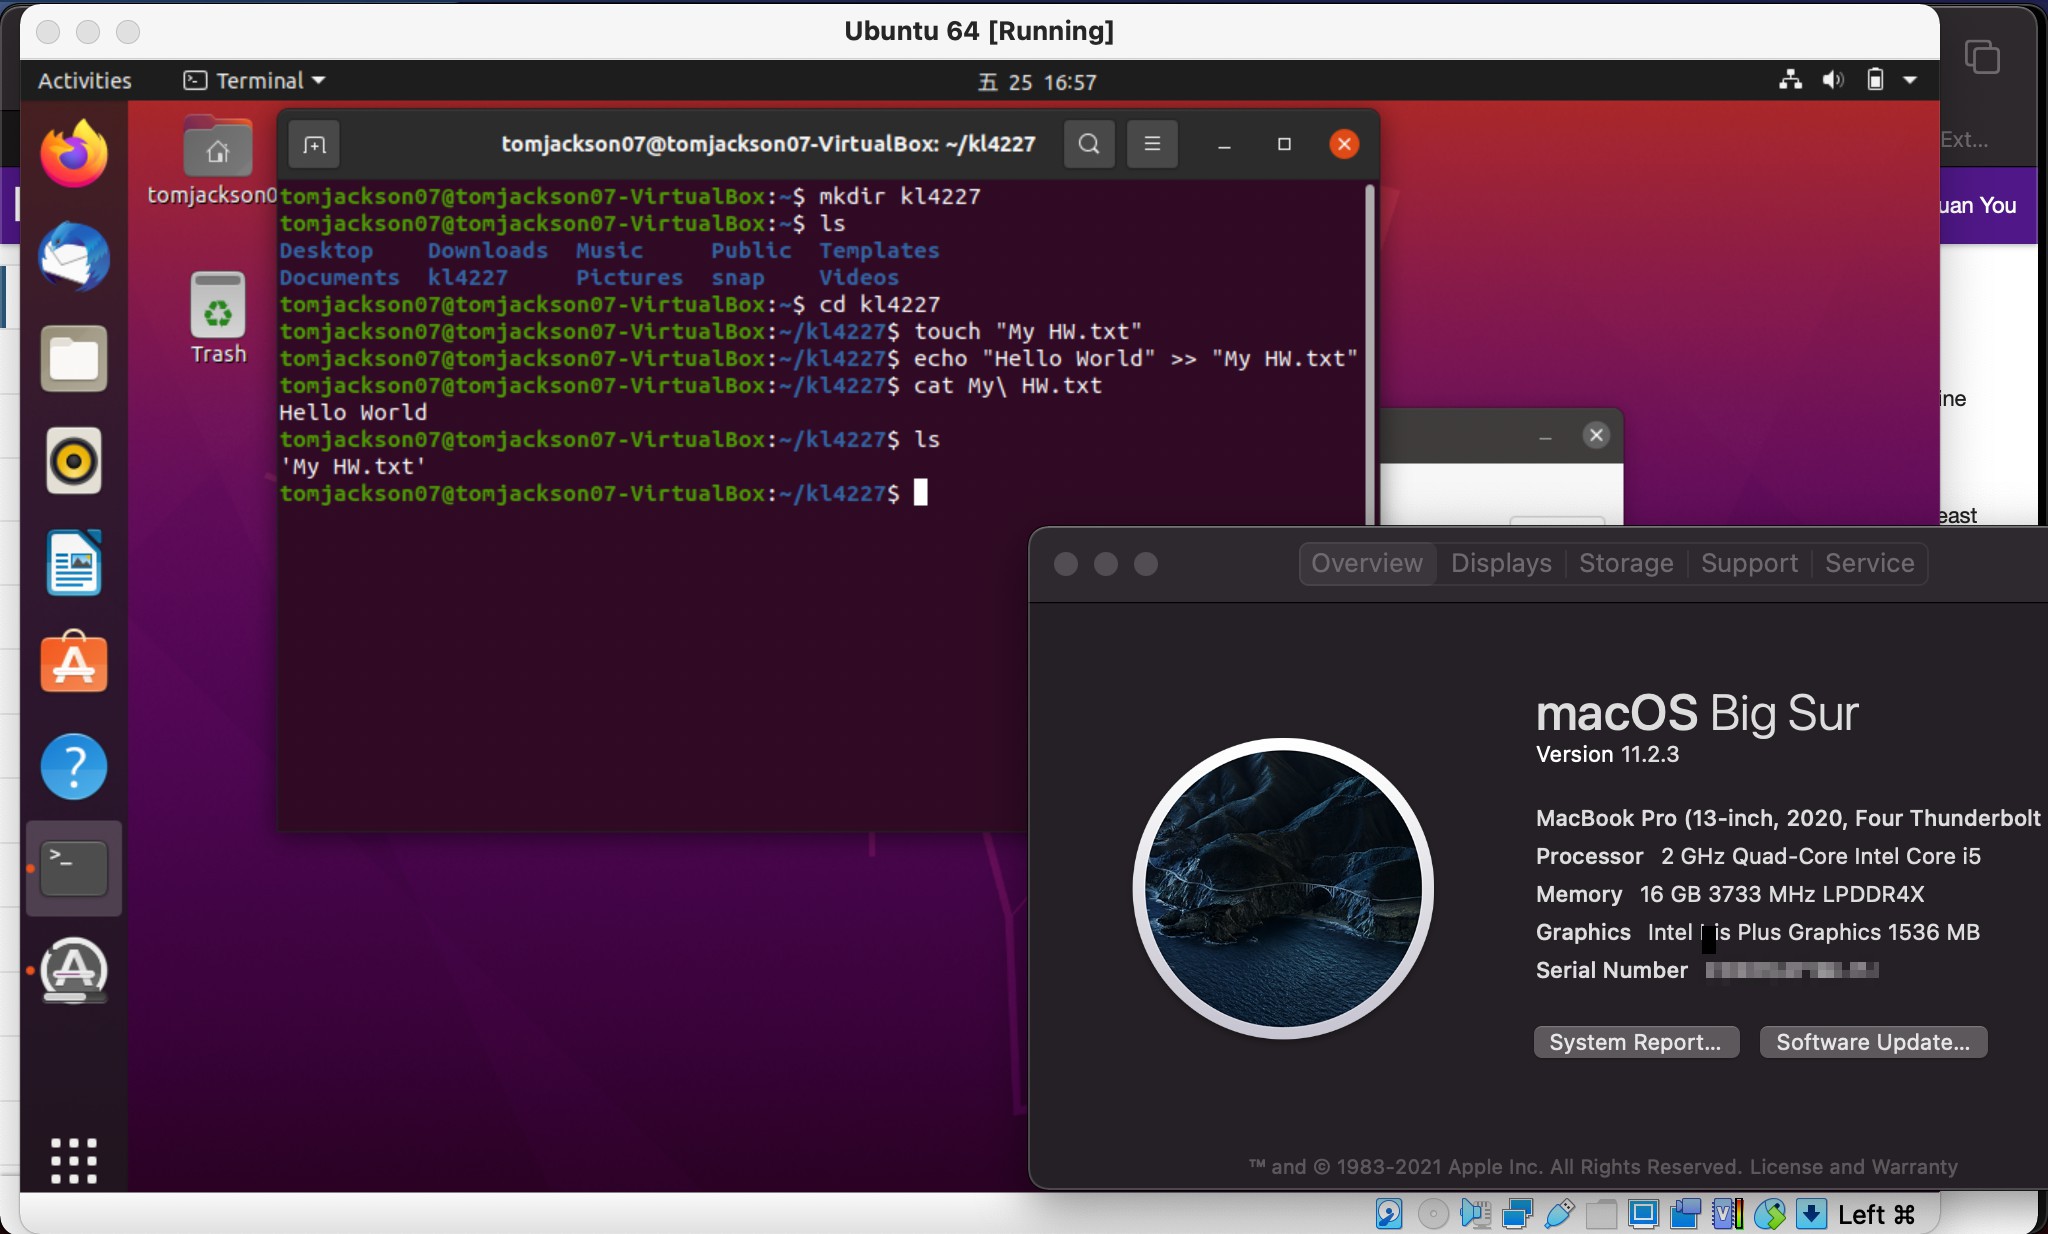 Ubuntu 64 [Running]
Activities
Terminal
五 25 16:57
Ext...
uan You
tomjackson0
Trash
tomjackson07@tomjackson07-VirtualBox: ~/kl4227
tomjackson07@tomjackson07-VirtualBox:~$ mkdir kl4227
tomjackson07@tomjackson07-VirtualBox:~$ ls
Desktop Downloads Music Public Templates
Documents kl4227 Pictures snap Videos
tomjackson07@tomjackson07-VirtualBox:~$ cd kl4227
tomjackson07@tomjackson07-VirtualBox:~/kl4227$ touch "My HW.txt"
tomjackson07@tomjackson07-VirtualBox:~/kl4227$ echo "Hello World" >> "My HW.txt"
tomjackson07@tomjackson07-VirtualBox:~/kl4227$ cat My\ HW.txt
Hello World
tomjackson07@tomjackson07-VirtualBox:~/kl4227$ ls
'My HW.txt'
tomjackson07@tomjackson07-VirtualBox:~/kl4227$
ine
east
Overview Displays Storage Support Service
macOS Big Sur
Version 11.2.3
MacBook Pro (13-inch, 2020, Four Thunderbolt
Processor 2 GHz Quad-Core Intel Core i5
Memory 16 GB 3733 MHz LPDDR4X
Graphics Intel is Plus Graphics 1536 MB
Serial Number
System Report...
Software Update...
™ and © 1983-2021 Apple Inc. All Rights Reserved. License and Warranty
Left ⌘